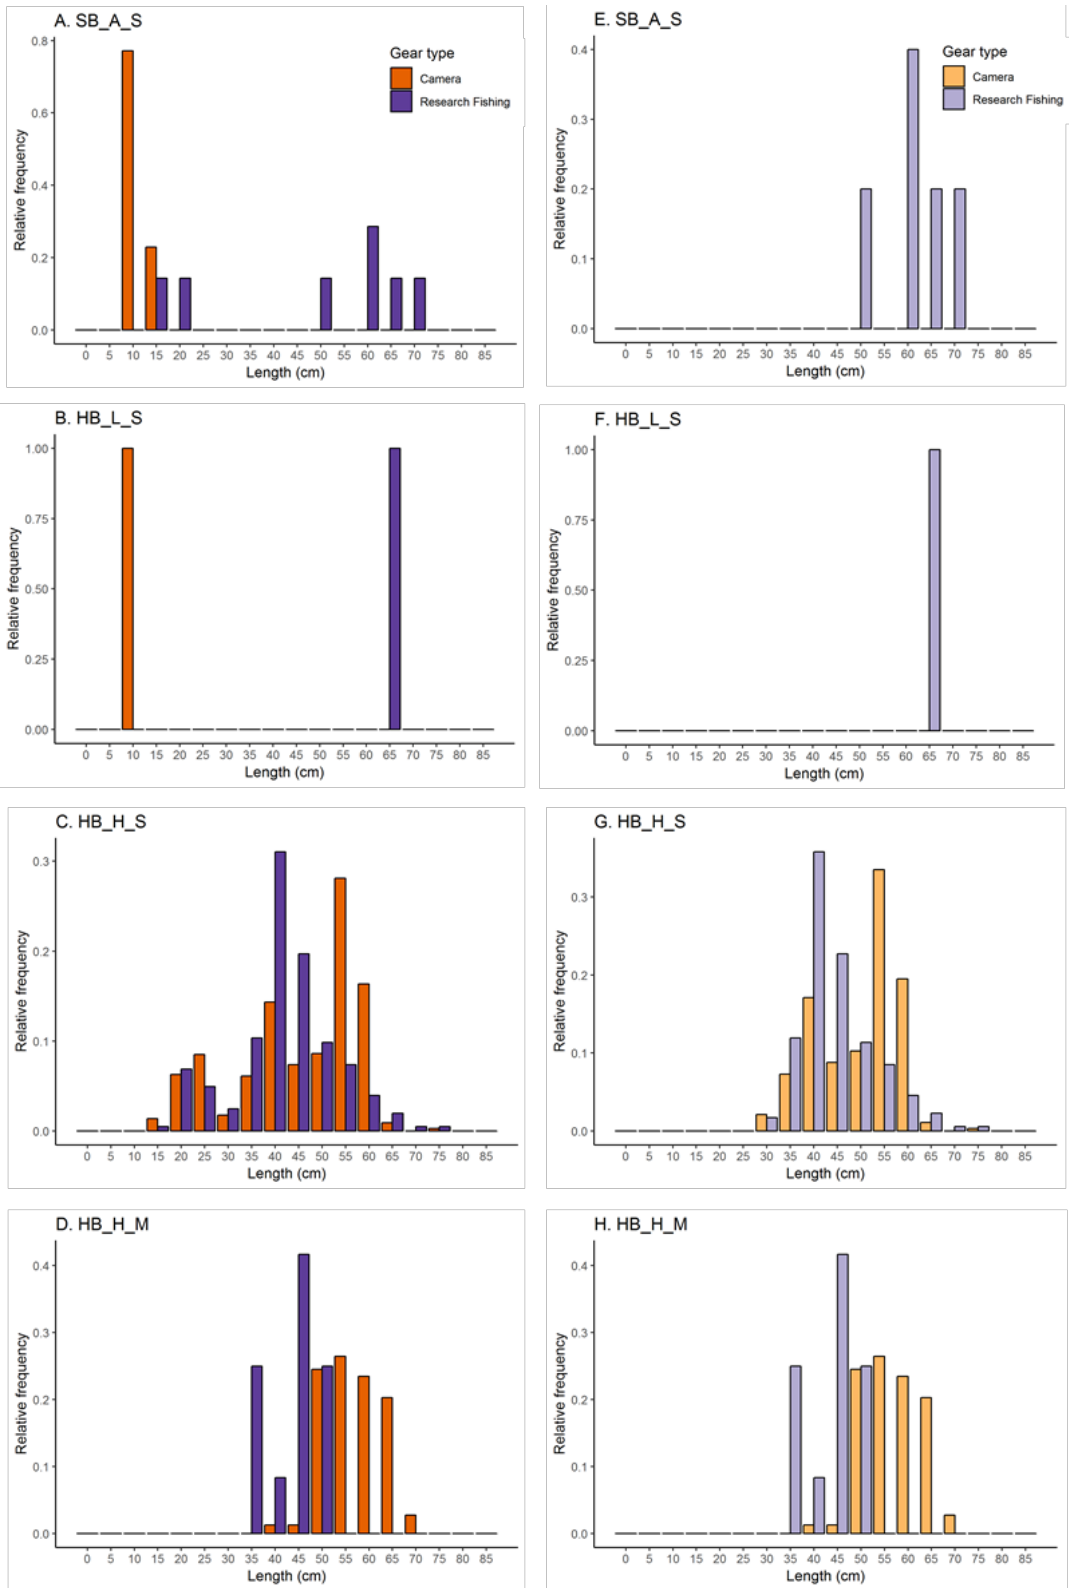 A. SB_A_S
Gear type
Camera
Research Fishing
Relative frequency
0.8
0.6
0.4
0.2
0.0
0 5 10 15 20 25 30 35 40 45 50 55 60 65 70 75 80 85
Length (cm)
E. SB_A_S
Gear type
Camera
Research Fishing
Relative frequency
0.4
0.3
0.2
0.1
0.0
0 5 10 15 20 25 30 35 40 45 50 55 60 65 70 75 80 85
Length (cm)
B. HB_L_S
Relative frequency
1.00
0.75
0.50
0.25
0.00
0 5 10 15 20 25 30 35 40 45 50 55 60 65 70 75 80 85
Length (cm)
F. HB_L_S
Relative frequency
1.00
0.75
0.50
0.25
0.00
0 5 10 15 20 25 30 35 40 45 50 55 60 65 70 75 80 85
Length (cm)
C. HB_H_S
Relative frequency
0.3
0.2
0.1
0.0
0 5 10 15 20 25 30 35 40 45 50 55 60 65 70 75 80 85
Length (cm)
G. HB_H_S
Relative frequency
0.3
0.2
0.1
0.0
0 5 10 15 20 25 30 35 40 45 50 55 60 65 70 75 80 85
Length (cm)
D. HB_H_M
Relative frequency
0.4
0.3
0.2
0.1
0.0
0 5 10 15 20 25 30 35 40 45 50 55 60 65 70 75 80 85
Length (cm)
H. HB_H_M
Relative frequency
0.4
0.3
0.2
0.1
0.0
0 5 10 15 20 25 30 35 40 45 50 55 60 65 70 75 80 85
Length (cm)